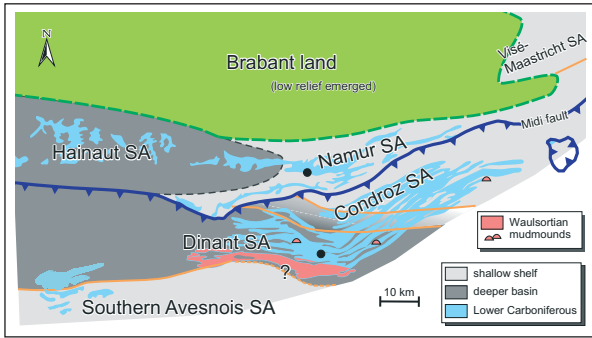 N
Brabant land
(low relief emerged)
Visé-
Maastricht SA
Midi fault
Hainaut SA
Namur SA
Condroz SA
Dinant SA
?
Southern Avesnois SA
10 km
Waulsortian
mudmounds
shallow shelf
deeper basin
Lower Carboniferous